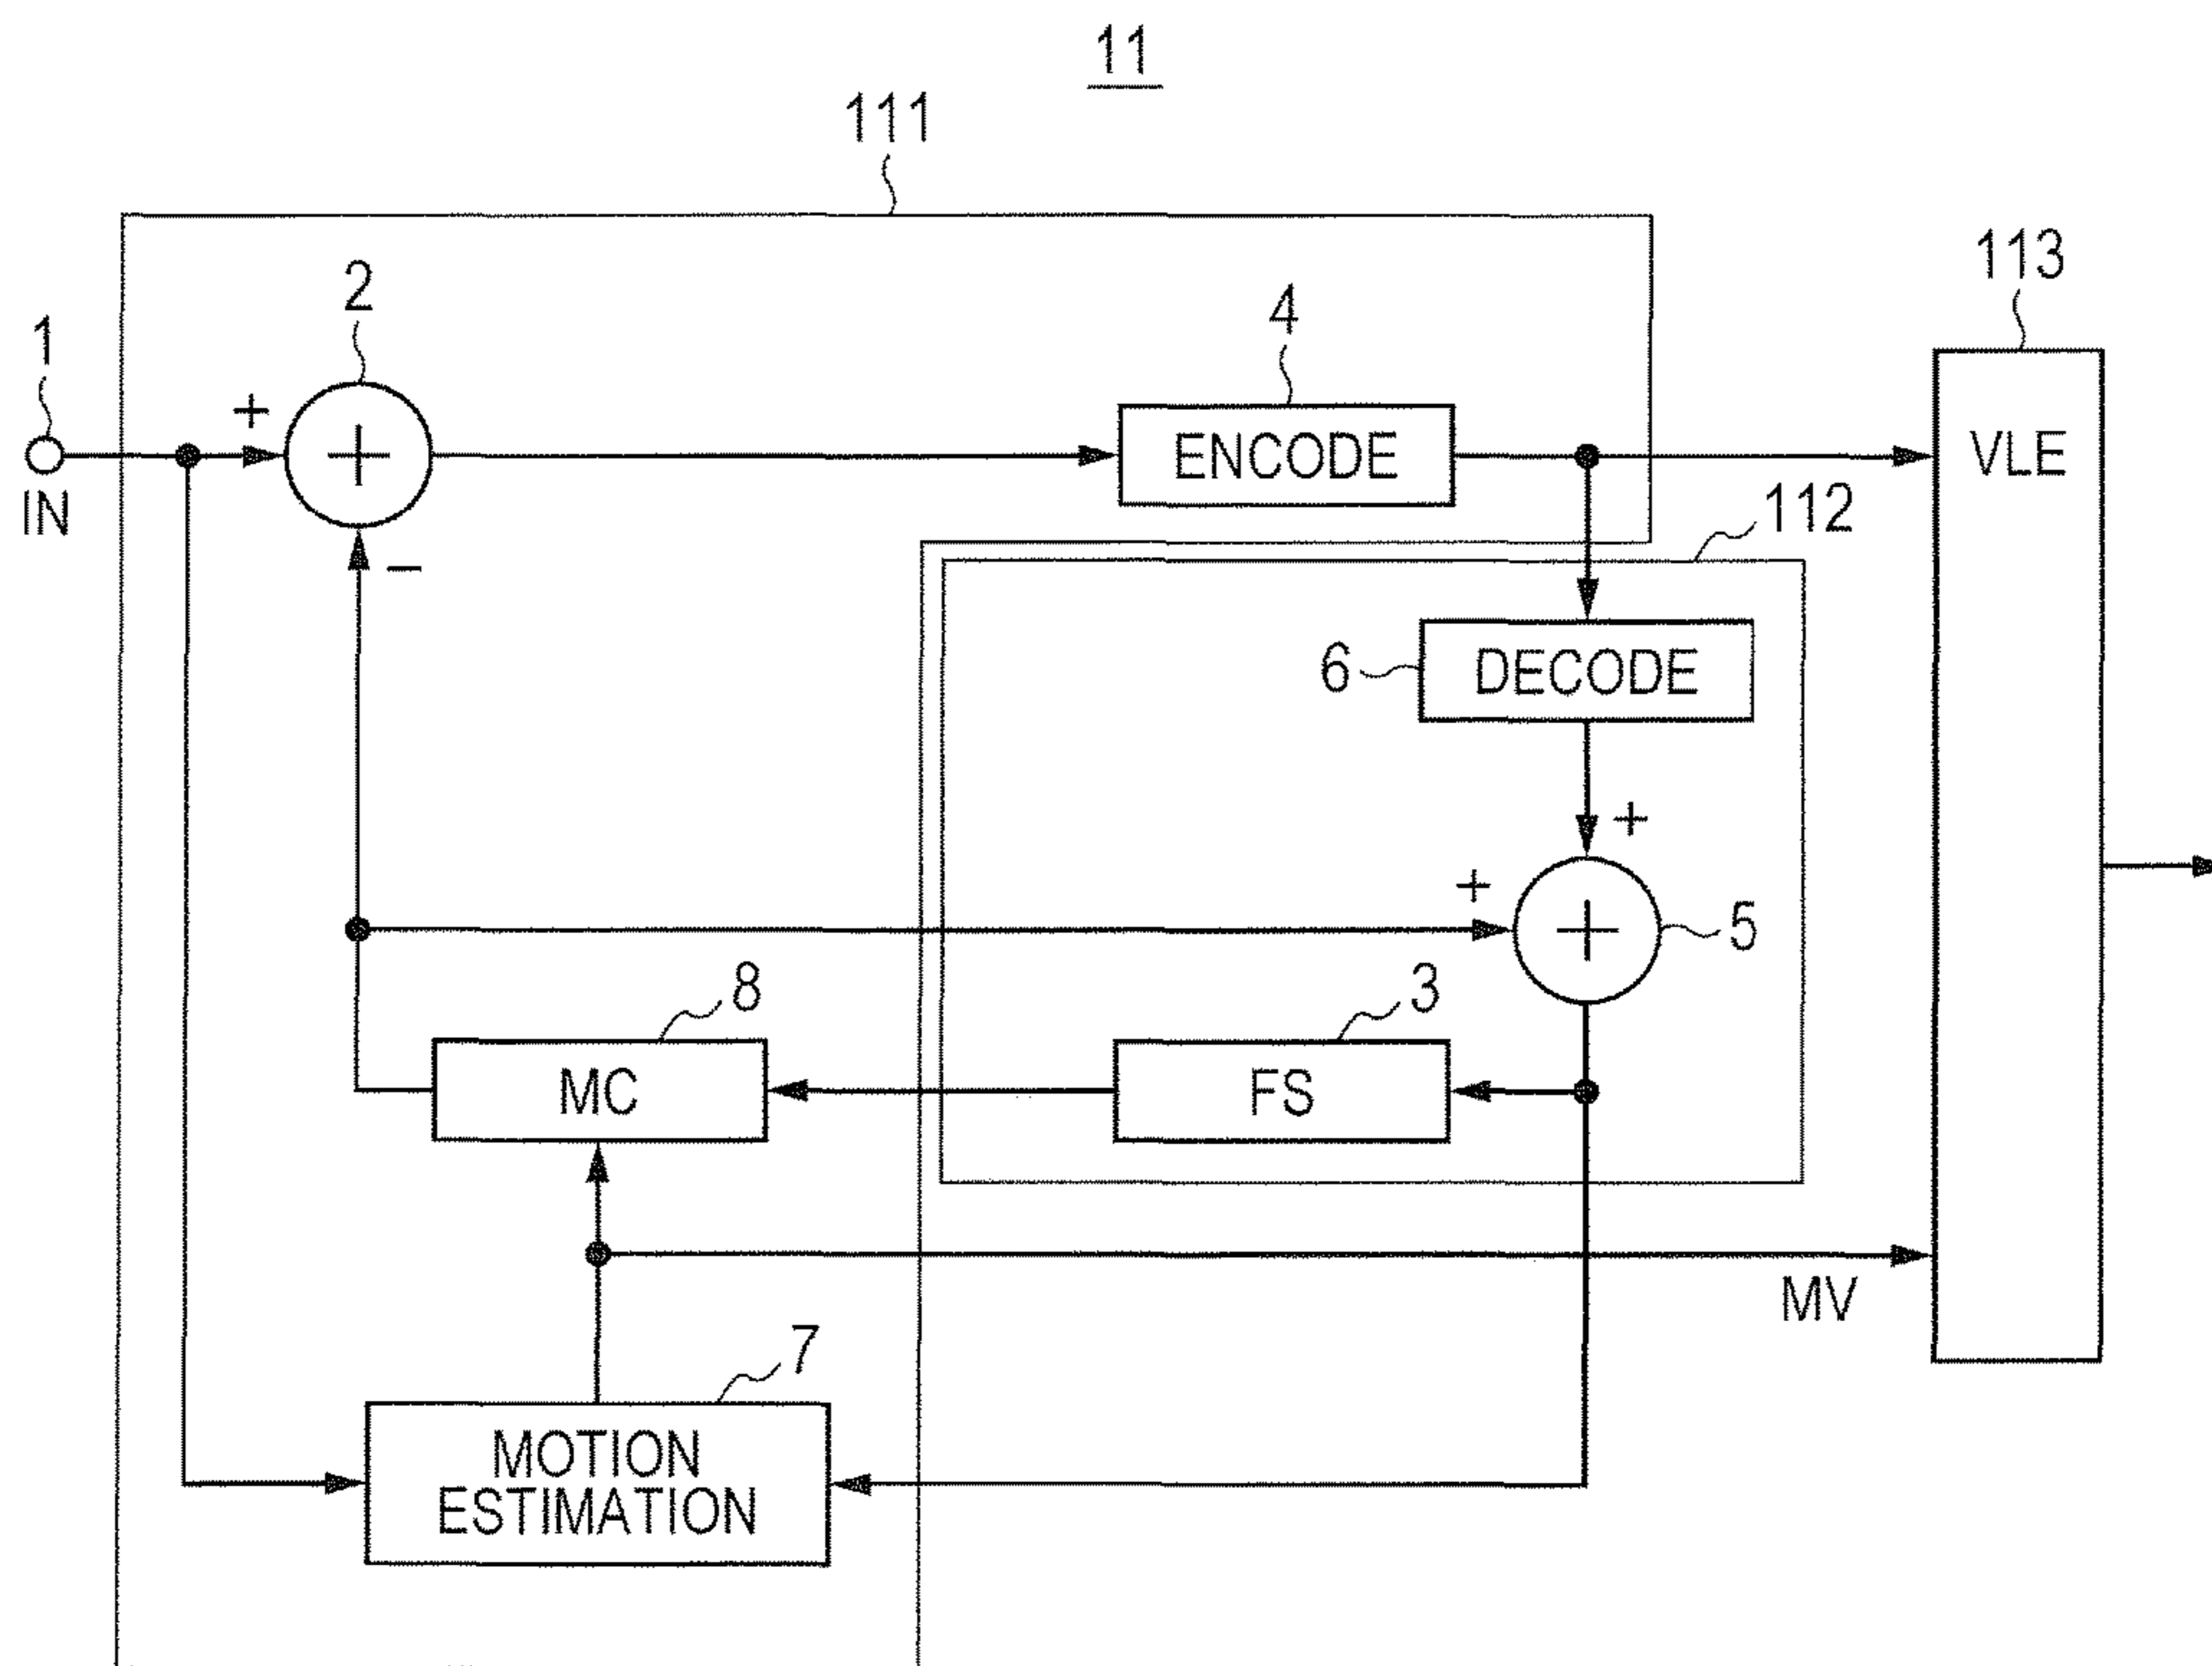 11
111
113
2
4
1
+
+
ENCODE
VLE
IN
112
−
6
DECODE
+
+
+
5
8
3
MC
FS
MV
7
MOTION
ESTIMATION